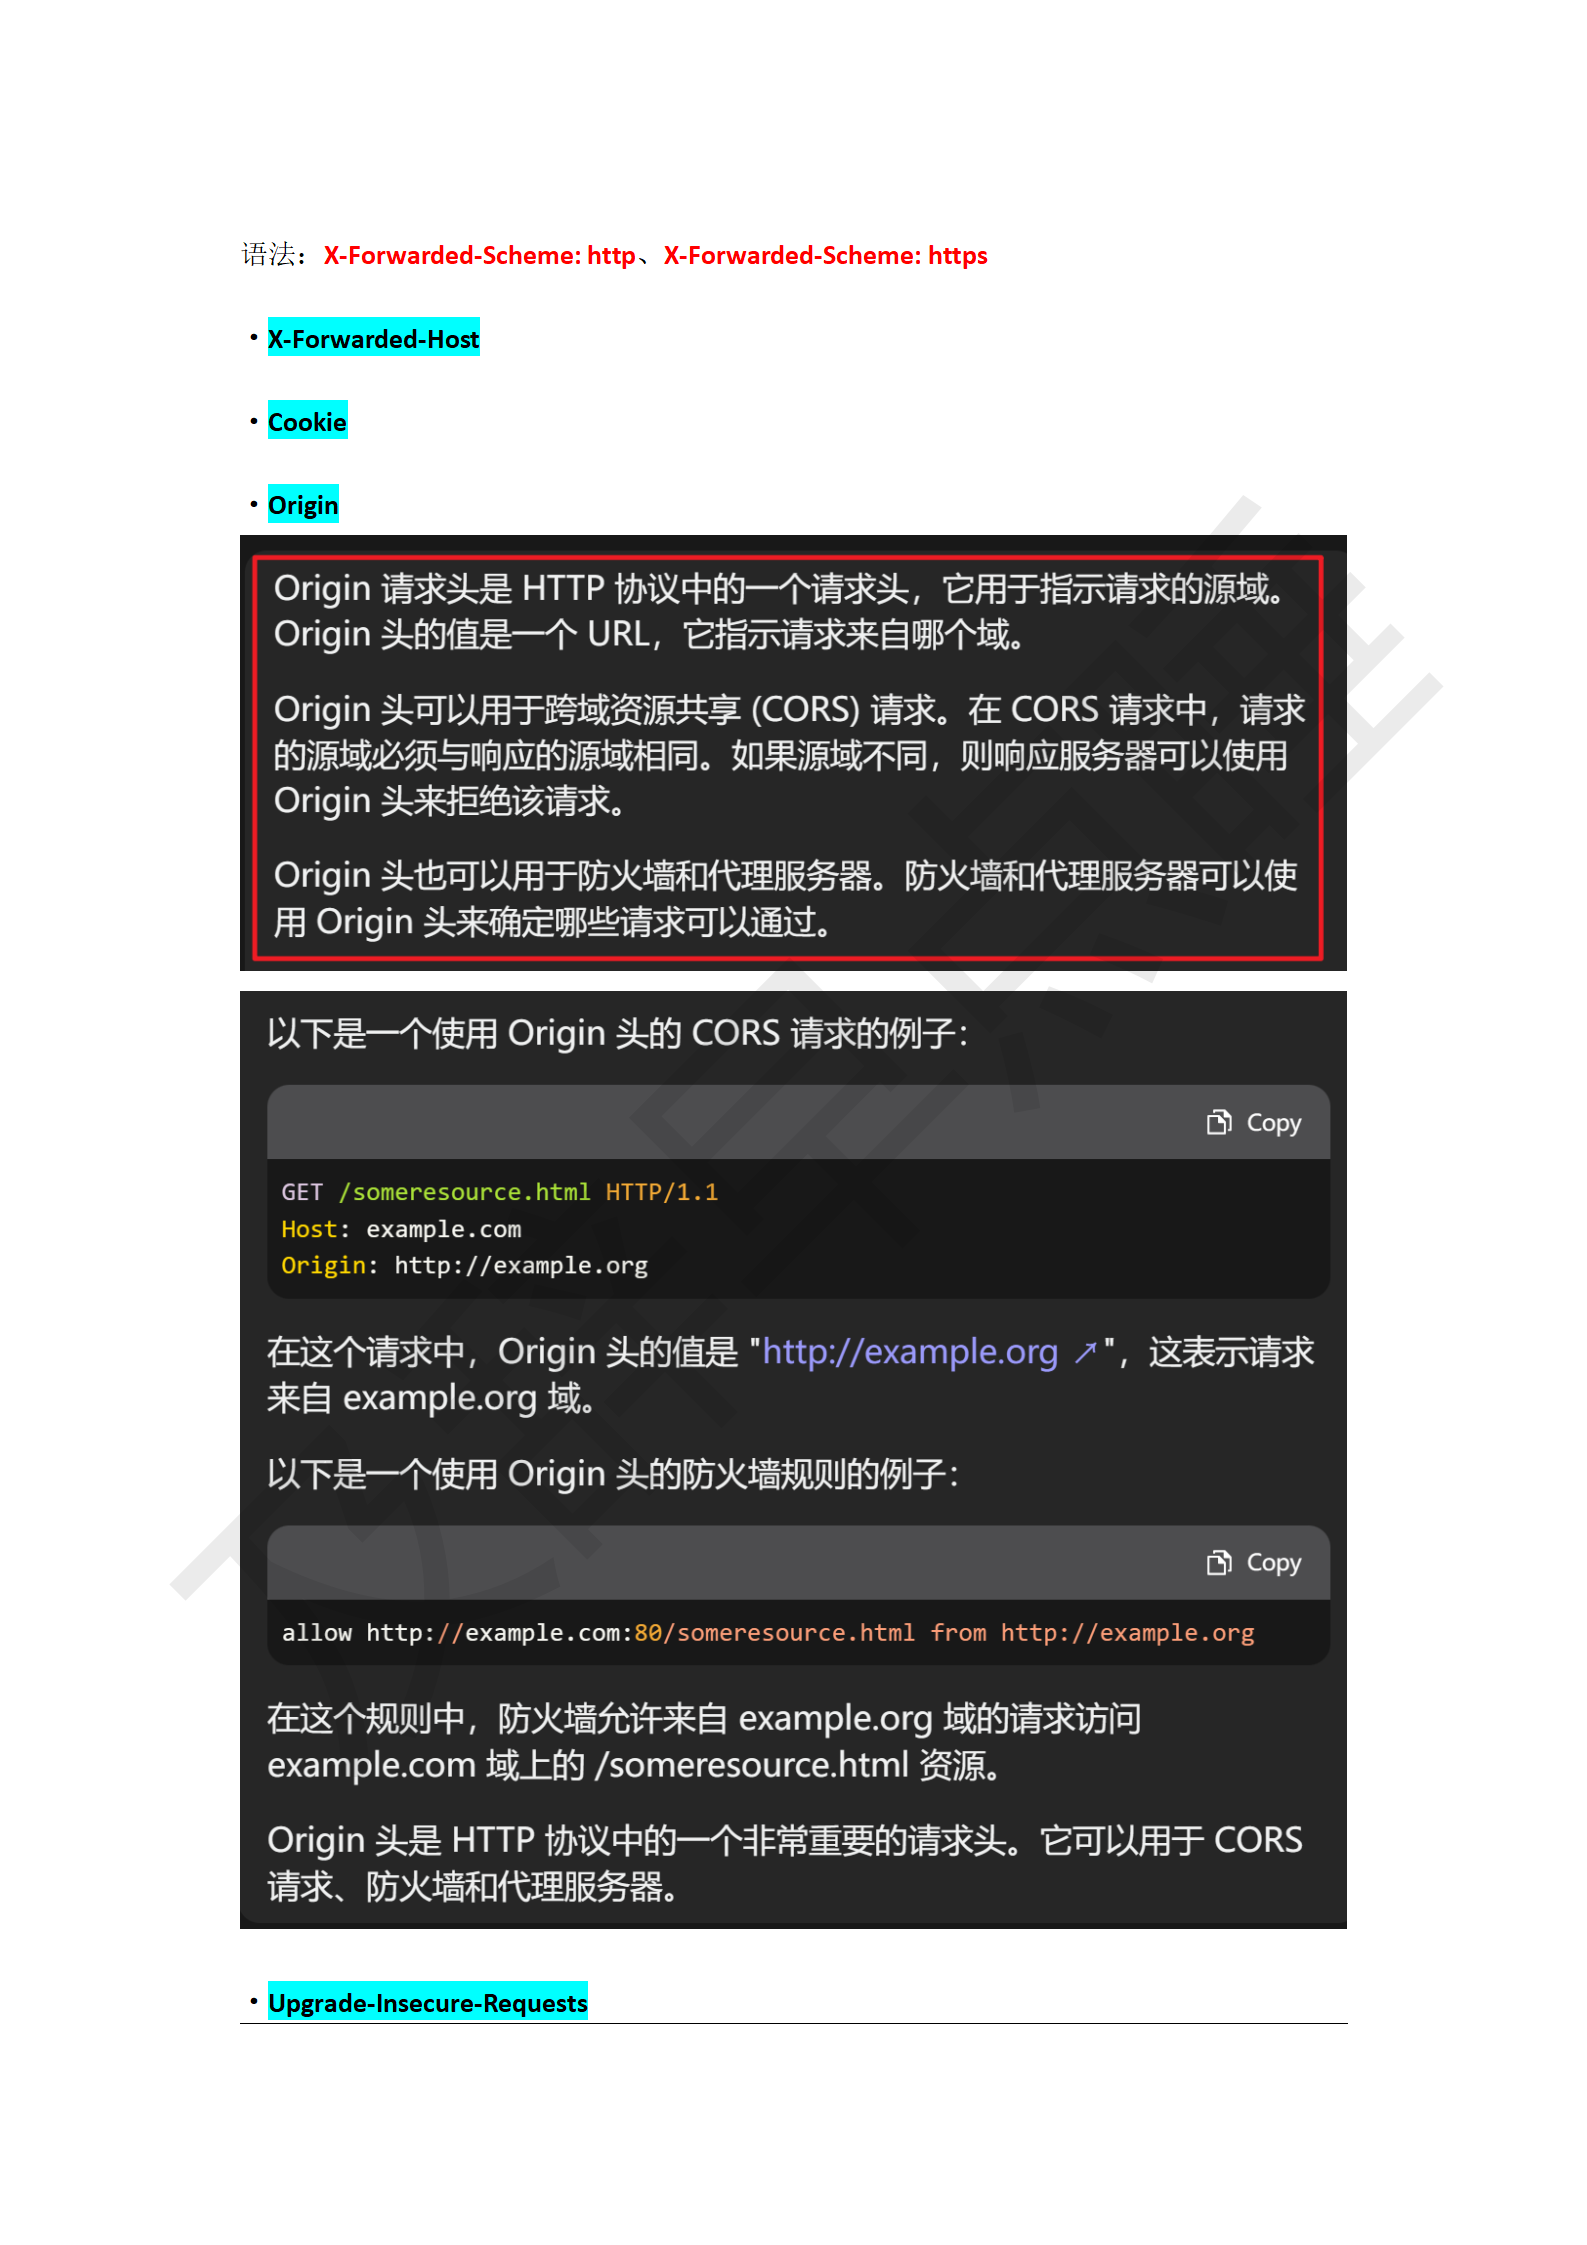 语法：X-Forwarded-Scheme: http、X-Forwarded-Scheme: https
·X-Forwarded-Host
·Cookie
·Origin
Origin 请求头是 HTTP 协议中的一个请求头，它用于指示请求的源域。
Origin 头的值是一个 URL，它指示请求来自哪个域。
Origin 头可以用于跨域资源共享 (CORS) 请求。在 CORS 请求中，请求
的源域必须与响应的源域相同。如果源域不同，则响应服务器可以使用
Origin 头来拒绝该请求。
Origin 头也可以用于防火墙和代理服务器。防火墙和代理服务器可以使
用 Origin 头来确定哪些请求可以通过。
以下是一个使用 Origin 头的 CORS 请求的例子：
Copy
GET /someresource.html HTTP/1.1
Host: example.com
Origin: http://example.org
在这个请求中，Origin 头的值是 "http://example.org ↗"，这表示请求
来自 example.org 域。
以下是一个使用 Origin 头的防火墙规则的例子：
Copy
allow http://example.com:80/someresource.html from http://example.org
在这个规则中，防火墙允许来自 example.org 域的请求访问
example.com 域上的 /someresource.html 资源。
Origin 头是 HTTP 协议中的一个非常重要的请求头。它可以用于 CORS
请求、防火墙和代理服务器。
·Upgrade-Insecure-Requests